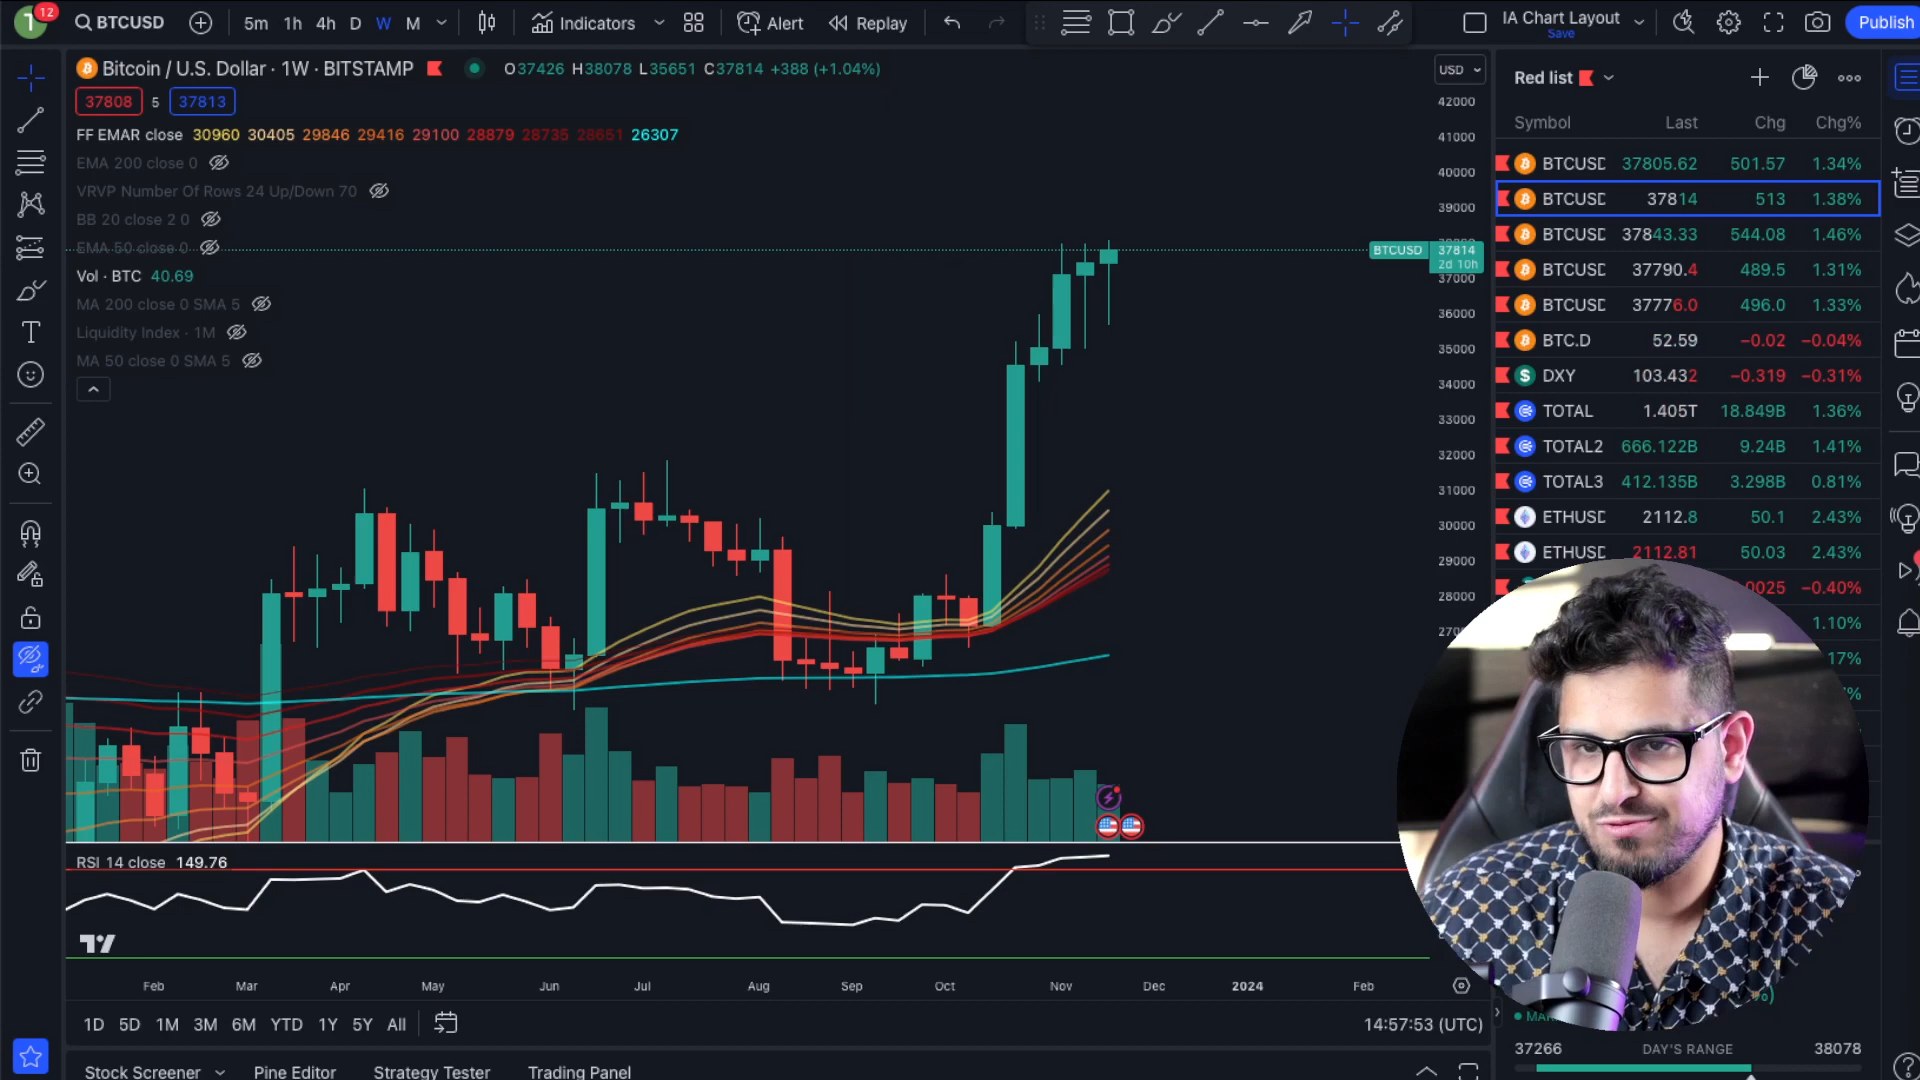 T 12 BTCUSD 5m 1h 4h D W M Indicators Alert Replay IA Chart Layout Save Publish
Bitcoin / U.S. Dollar · 1W · BITSTAMP O37426 H38078 L35651 C37814 +388 (+1.04%)
37808 5 37813
FF EMAR close 30960 30405 29846 29416 29100 28879 28735 28651 26307
EMA 200 close 0
VRVP Number Of Rows 24 Up/Down 70
BB 20 close 2 0
EMA 50 close 0
Vol · BTC 40.69
MA 200 close 0 SMA 5
Liquidity Index · 1M
MA 50 close 0 SMA 5
USD
42000
41000
40000
39000
BTCUSD 37814
2d 10h
37000
36000
35000
34000
33000
32000
31000
30000
29000
28000
RSI 14 close 149.76
Feb Mar Apr May Jun Jul Aug Sep Oct Nov Dec 2024 Feb
1D 5D 1M 3M 6M YTD 1Y 5Y All 14:57:53 (UTC)
Stock Screener Pine Editor Strategy Tester Trading Panel
Red list
Symbol Last Chg Chg%
BTCUSD 37805.62 501.57 1.34%
BTCUSD 37814 513 1.38%
BTCUSD 37843.33 544.08 1.46%
BTCUSD 37790.4 489.5 1.31%
BTCUSD 37776.0 496.0 1.33%
BTC.D 52.59 −0.02 −0.04%
DXY 103.432 −0.319 −0.31%
TOTAL 1.405T 18.849B 1.36%
TOTAL2 666.122B 9.24B 1.41%
TOTAL3 412.135B 3.298B 0.81%
ETHUSD 2112.8 50.1 2.43%
ETHUSD 2112.81 50.03 2.43%
0025 −0.40%
1.10%
17%
37266 DAY'S RANGE 38078